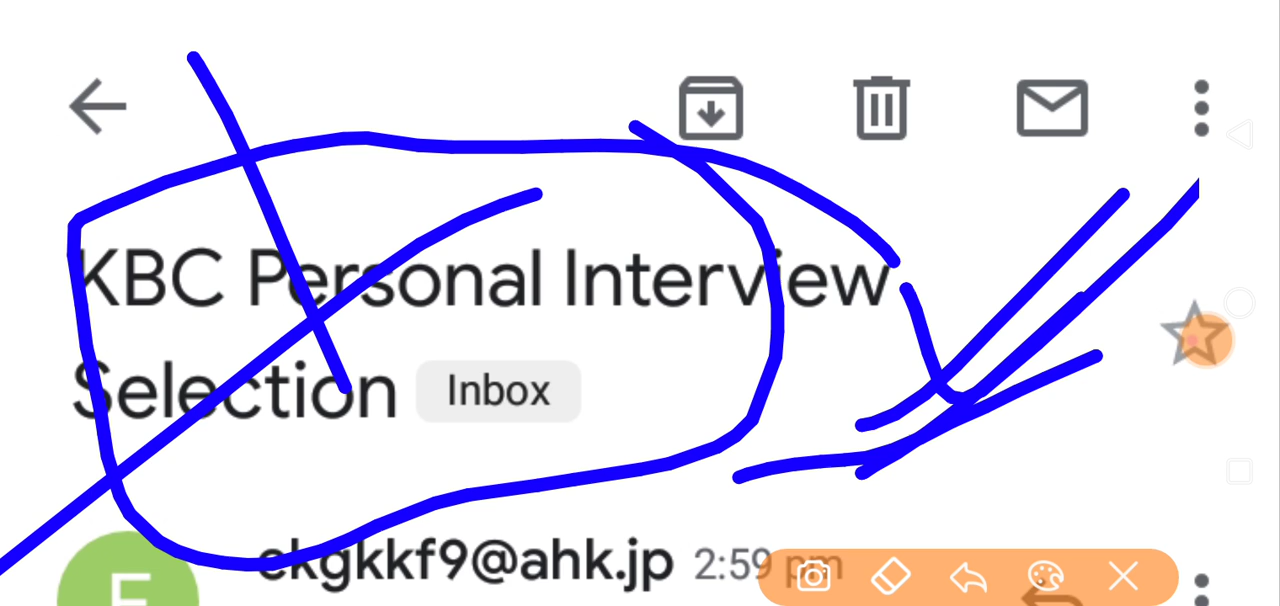 KBC Personal Interview
Selection Inbox
ekgkkf9@ahk.jp 2:59 pm
E